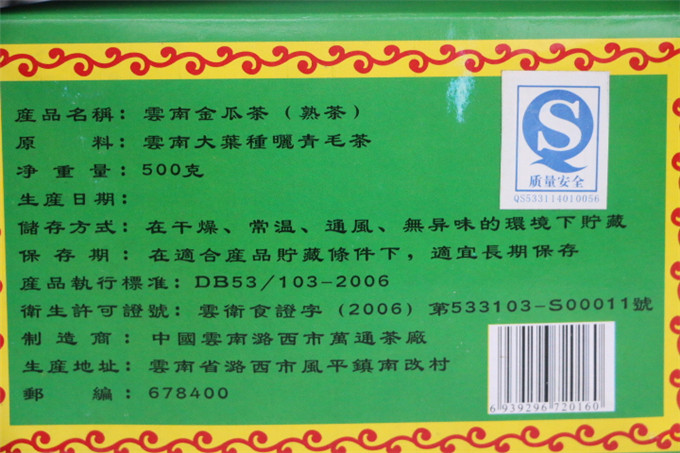 産品名稱：雲南金瓜茶（熟茶）
原　　料：雲南大葉種曬青毛茶
净 重 量：500克
生産日期：
儲存方式：在干燥、常温、通風、無异味的環境下貯藏
保 存 期：在適合産品貯藏條件下，適宜長期保存
産品執行標准：DB53/103-2006
衛生許可證號：雲衛食證字（2006）第533103-S00011號
制 造 商：中國雲南潞西市萬通茶廠
生産地址：雲南省潞西市風平鎮南改村
郵　　編：678400
S
质量安全
QS533114010056
6 939296 720160